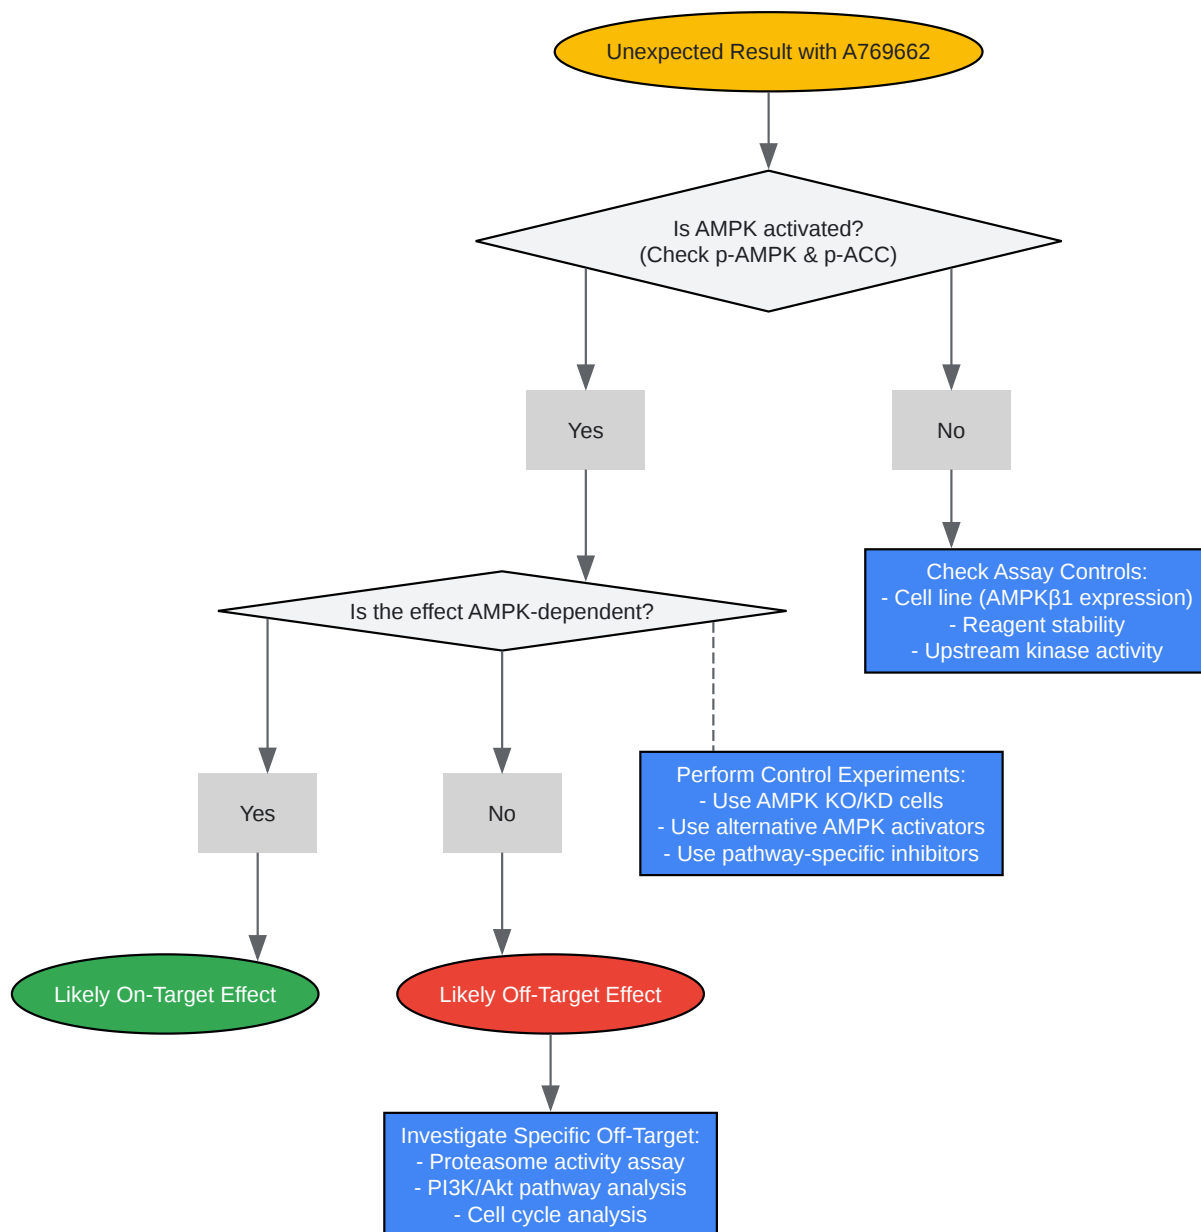 Unexpected Result with A769662
Is AMPK activated?
(Check p-AMPK & p-ACC)
Yes
No
Check Assay Controls:
- Cell line (AMPKβ1 expression)
- Reagent stability
- Upstream kinase activity
Is the effect AMPK-dependent?
Perform Control Experiments:
- Use AMPK KO/KD cells
- Use alternative AMPK activators
- Use pathway-specific inhibitors
Yes
No
Likely On-Target Effect
Likely Off-Target Effect
Investigate Specific Off-Target:
- Proteasome activity assay
- PI3K/Akt pathway analysis
- Cell cycle analysis